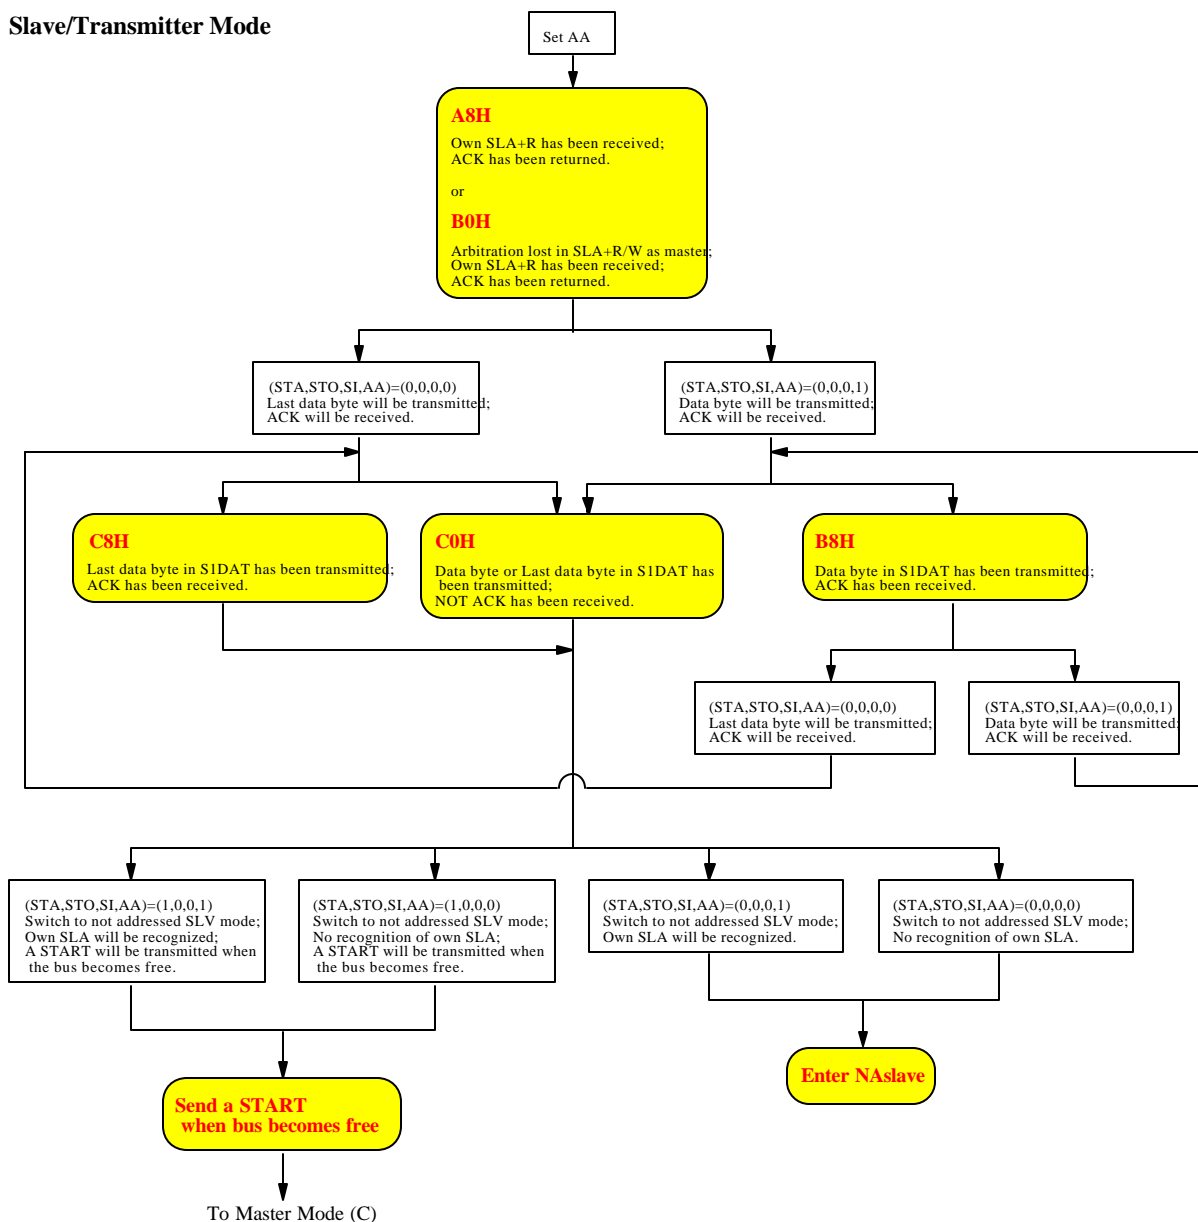 Slave/Transmitter Mode
Set AA
A8H
Own SLA+R has been received;
ACK has been returned.
or
B0H
Arbitration lost in SLA+R/W as master;
Own SLA+R has been received;
ACK has been returned.
(STA,STO,SI,AA)=(0,0,0,0)
Last data byte will be transmitted;
ACK will be received.
(STA,STO,SI,AA)=(0,0,0,1)
Data byte will be transmitted;
ACK will be received.
C8H
Last data byte in S1DAT has been transmitted;
ACK has been received.
C0H
Data byte or Last data byte in S1DAT has
been transmitted;
NOT ACK has been received.
B8H
Data byte in S1DAT has been transmitted;
ACK has been received.
(STA,STO,SI,AA)=(0,0,0,0)
Last data byte will be transmitted;
ACK will be received.
(STA,STO,SI,AA)=(0,0,0,1)
Data byte will be transmitted;
ACK will be received.
(STA,STO,SI,AA)=(1,0,0,1)
Switch to not addressed SLV mode;
Own SLA will be recognized;
A START will be transmitted when
the bus becomes free.
(STA,STO,SI,AA)=(1,0,0,0)
Switch to not addressed SLV mode;
No recognition of own SLA;
A START will be transmitted when
the bus becomes free.
(STA,STO,SI,AA)=(0,0,0,1)
Switch to not addressed SLV mode;
Own SLA will be recognized.
(STA,STO,SI,AA)=(0,0,0,0)
Switch to not addressed SLV mode;
No recognition of own SLA.
Send a START
when bus becomes free
Enter NAslave
To Master Mode (C)